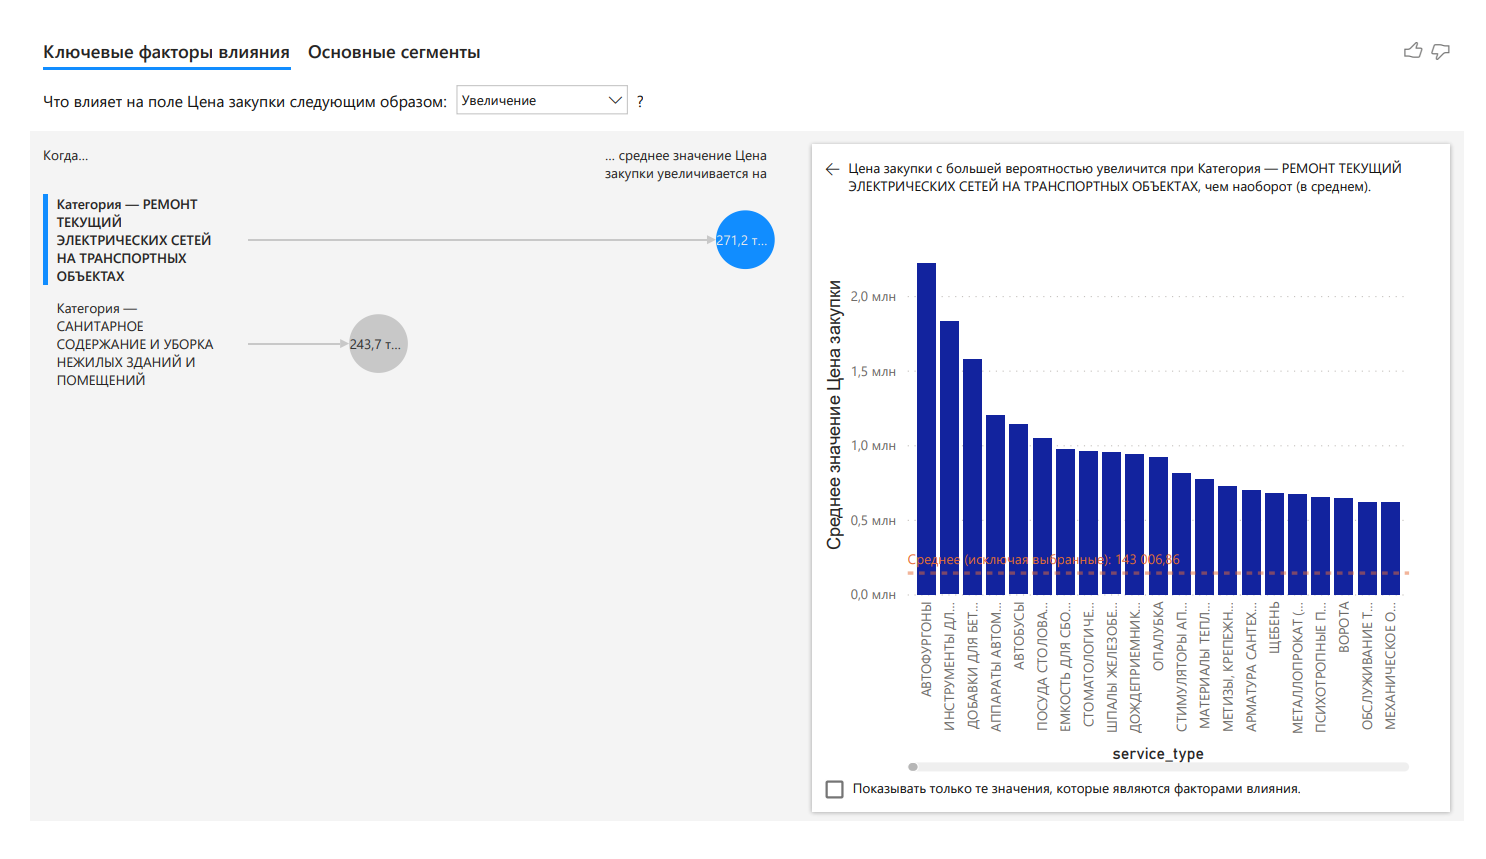 Ключевые факторы влияния
Основные сегменты
Что влияет на поле Цена закупки следующим образом:
Увеличение
?
Когда...
... среднее значение Цена
закупки увеличивается на
Категория — РЕМОНТ
ТЕКУЩИЙ
ЭЛЕКТРИЧЕСКИХ СЕТЕЙ
НА ТРАНСПОРТНЫХ
ОБЪЕКТАХ
271,2 т...
Категория —
САНИТАРНОЕ
СОДЕРЖАНИЕ И УБОРКА
НЕЖИЛЫХ ЗДАНИЙ И
ПОМЕЩЕНИЙ
243,7 т...
Цена закупки с большей вероятностью увеличится при Категория — РЕМОНТ ТЕКУЩИЙ
ЭЛЕКТРИЧЕСКИХ СЕТЕЙ НА ТРАНСПОРТНЫХ ОБЪЕКТАХ, чем наоборот (в среднем).
Среднее значение Цена закупки
2,0 млн
1,5 млн
1,0 млн
0,5 млн
0,0 млн
Среднее (исключая выбранные): 143 006,86
АВТОФУРГОНЫ
ИНСТРУМЕНТЫ ДЛ...
ДОБАВКИ ДЛЯ БЕТ...
АППАРАТЫ АВТОМ...
АВТОБУСЫ
ПОСУДА СТОЛОВА...
ЕМКОСТЬ ДЛЯ СБО...
СТОМАТОЛОГИЧЕ...
ШПАЛЫ ЖЕЛЕЗОБЕ...
ДОЖДЕПРИЕМНИК...
ОПАЛУБКА
СТИМУЛЯТОРЫ АП...
МАТЕРИАЛЫ ТЕПЛ...
МЕТИЗЫ, КРЕПЕЖН...
АРМАТУРА САНТЕХ...
ЩЕБЕНЬ
МЕТАЛЛОПРОКАТ (...
ПСИХОТРОПНЫЕ П...
ВОРОТА
ОБСЛУЖИВАНИЕ Т...
МЕХАНИЧЕСКОЕ О...
service_type
Показывать только те значения, которые являются факторами влияния.